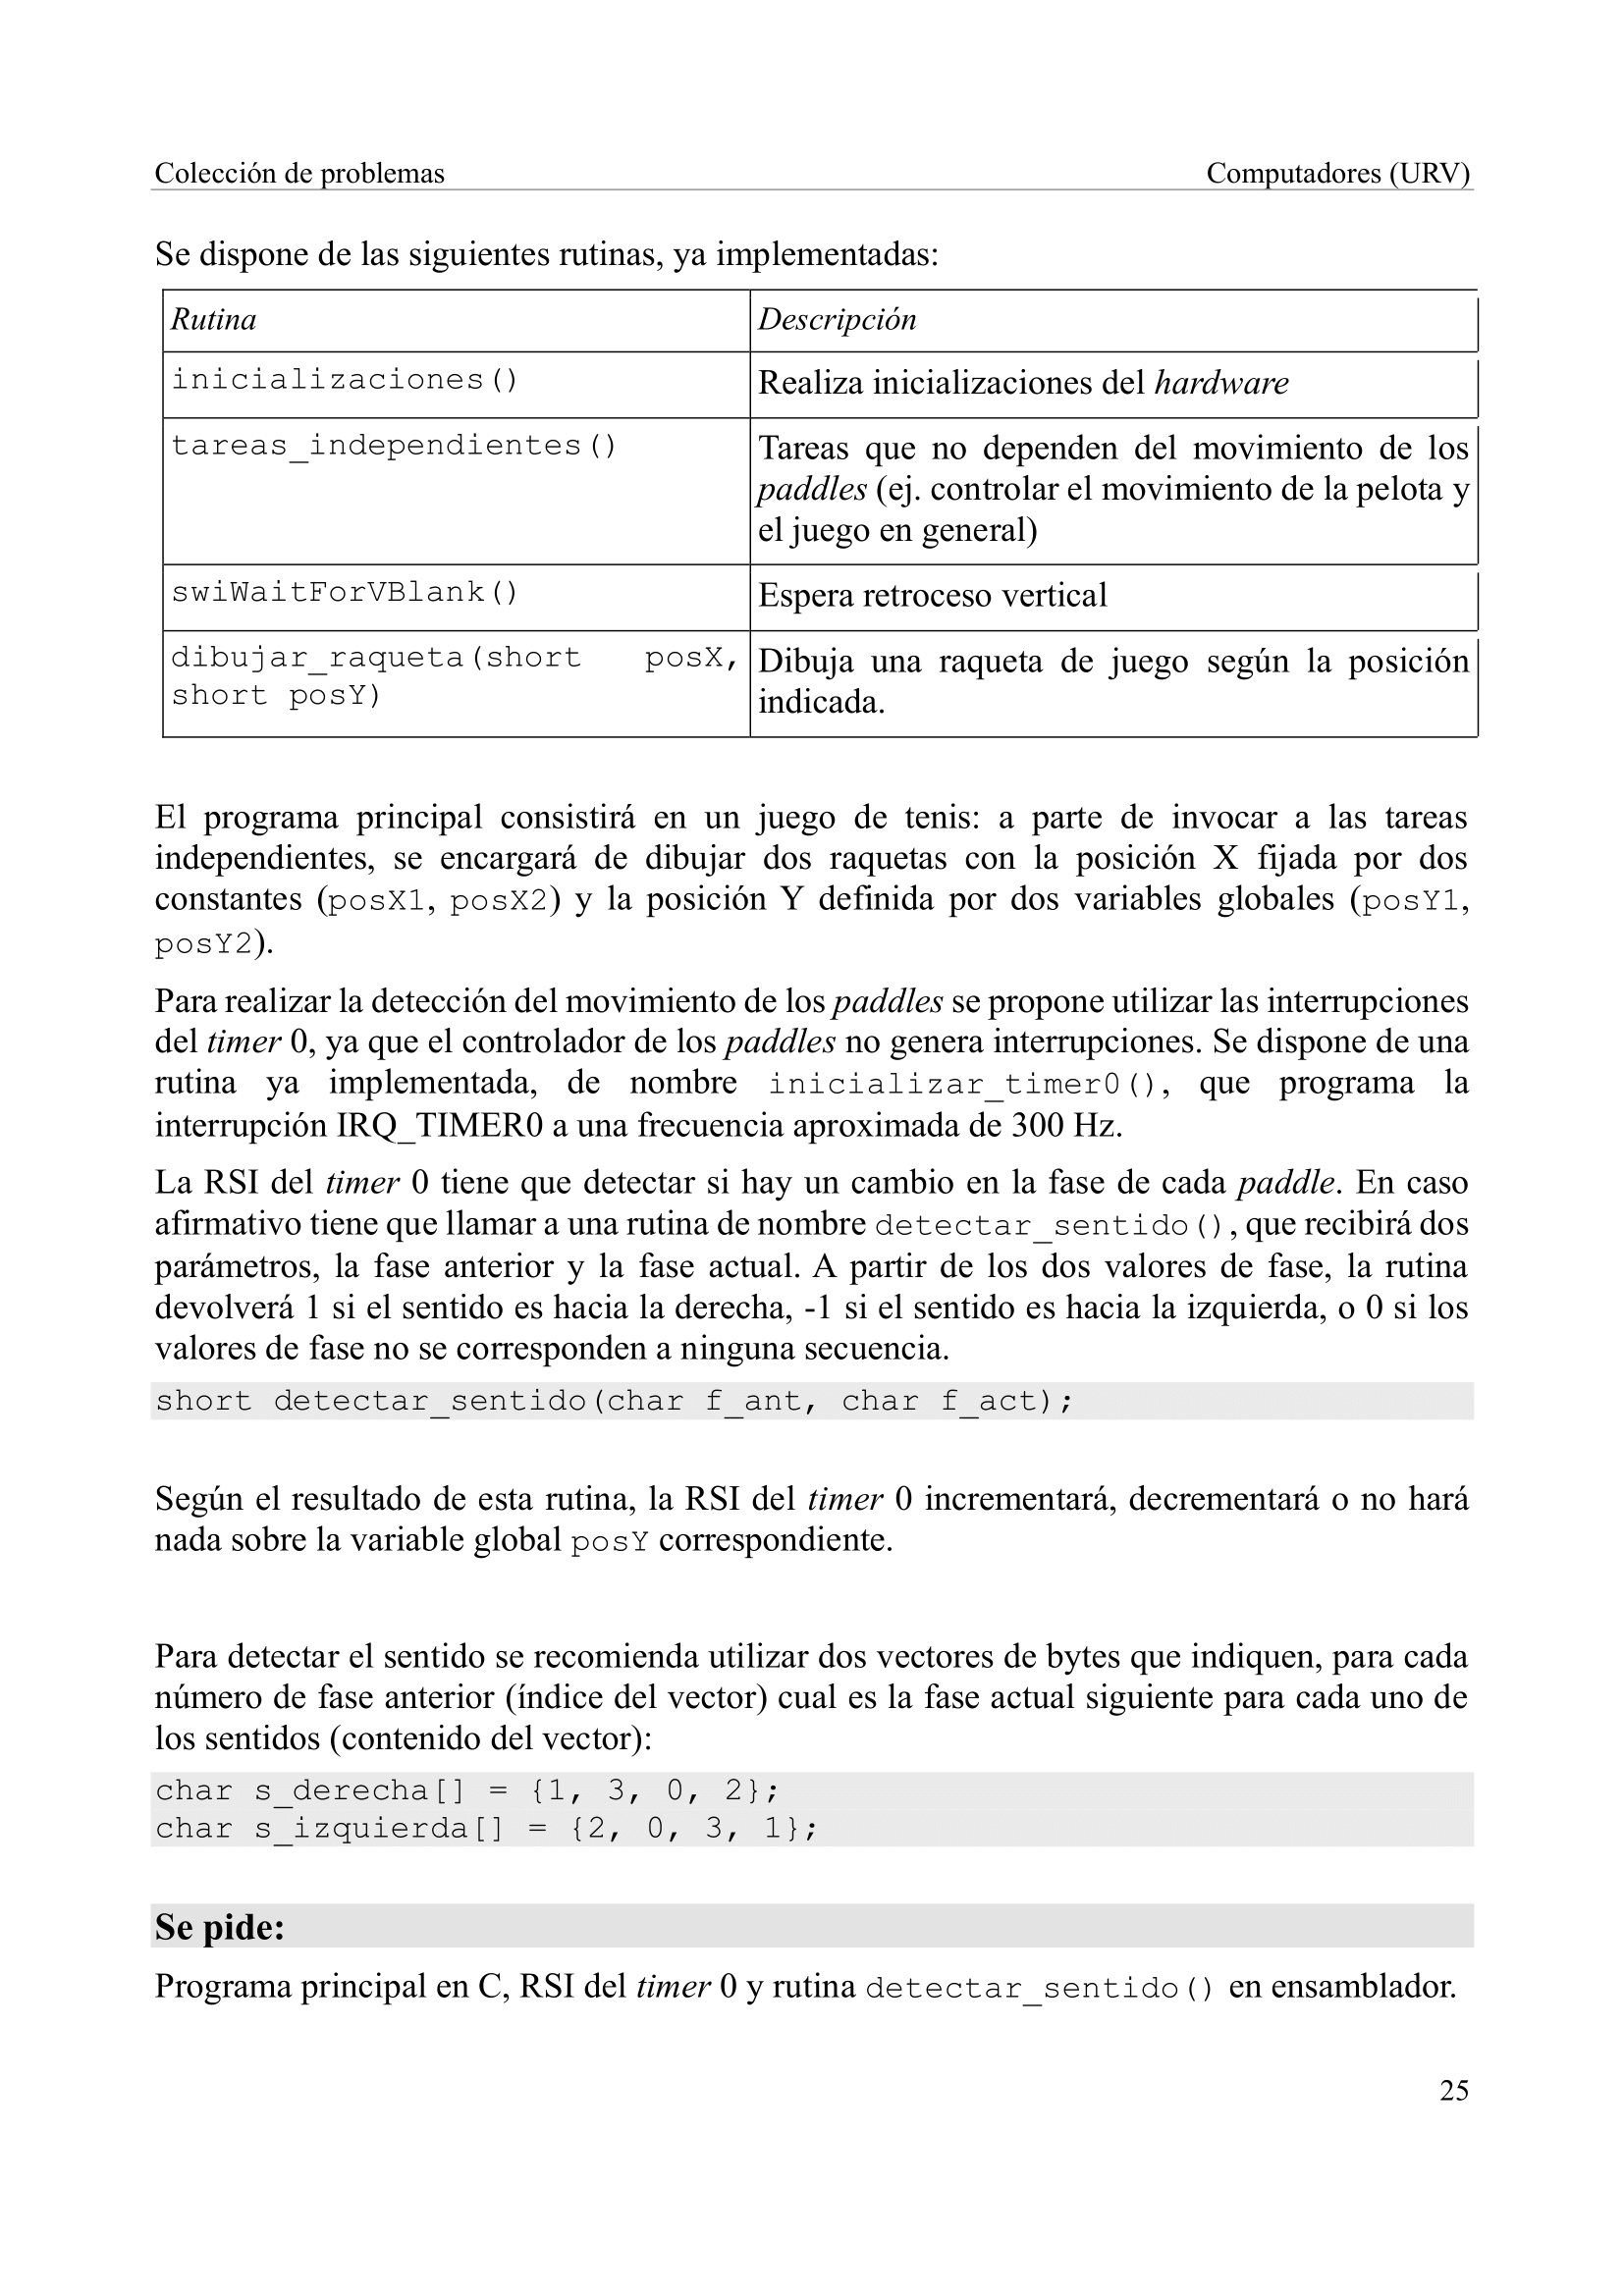 Colección de problemas Computadores (URV)
Se dispone de las siguientes rutinas, ya implementadas:
Rutina Descripción
inicializaciones() Realiza inicializaciones del hardware
tareas_independientes() Tareas que no dependen del movimiento de los
paddles (ej. controlar el movimiento de la pelota y
el juego en general)
swiWaitForVBlank() Espera retroceso vertical
dibujar_raqueta(short posX, Dibuja una raqueta de juego según la posición
short posY) indicada.
El programa principal consistirá en un juego de tenis: a parte de invocar a las tareas
independientes, se encargará de dibujar dos raquetas con la posición X fijada por dos
constantes (posX1, posX2) y la posición Y definida por dos variables globales (posY1,
posY2).
Para realizar la detección del movimiento de los paddles se propone utilizar las interrupciones
del timer 0, ya que el controlador de los paddles no genera interrupciones. Se dispone de una
rutina ya implementada, de nombre inicializar_timer0(), que programa la
interrupción IRQ_TIMER0 a una frecuencia aproximada de 300 Hz.
La RSI del timer 0 tiene que detectar si hay un cambio en la fase de cada paddle. En caso
afirmativo tiene que llamar a una rutina de nombre detectar_sentido(), que recibirá dos
parámetros, la fase anterior y la fase actual. A partir de los dos valores de fase, la rutina
devolverá 1 si el sentido es hacia la derecha, -1 si el sentido es hacia la izquierda, o 0 si los
valores de fase no se corresponden a ninguna secuencia.
short detectar_sentido(char f_ant, char f_act);
Según el resultado de esta rutina, la RSI del timer 0 incrementará, decrementará o no hará
nada sobre la variable global posY correspondiente.
Para detectar el sentido se recomienda utilizar dos vectores de bytes que indiquen, para cada
número de fase anterior (índice del vector) cual es la fase actual siguiente para cada uno de
los sentidos (contenido del vector):
char s_derecha[] = {1, 3, 0, 2};
char s_izquierda[] = {2, 0, 3, 1};
Se pide:
Programa principal en C, RSI del timer 0 y rutina detectar_sentido() en ensamblador.
25